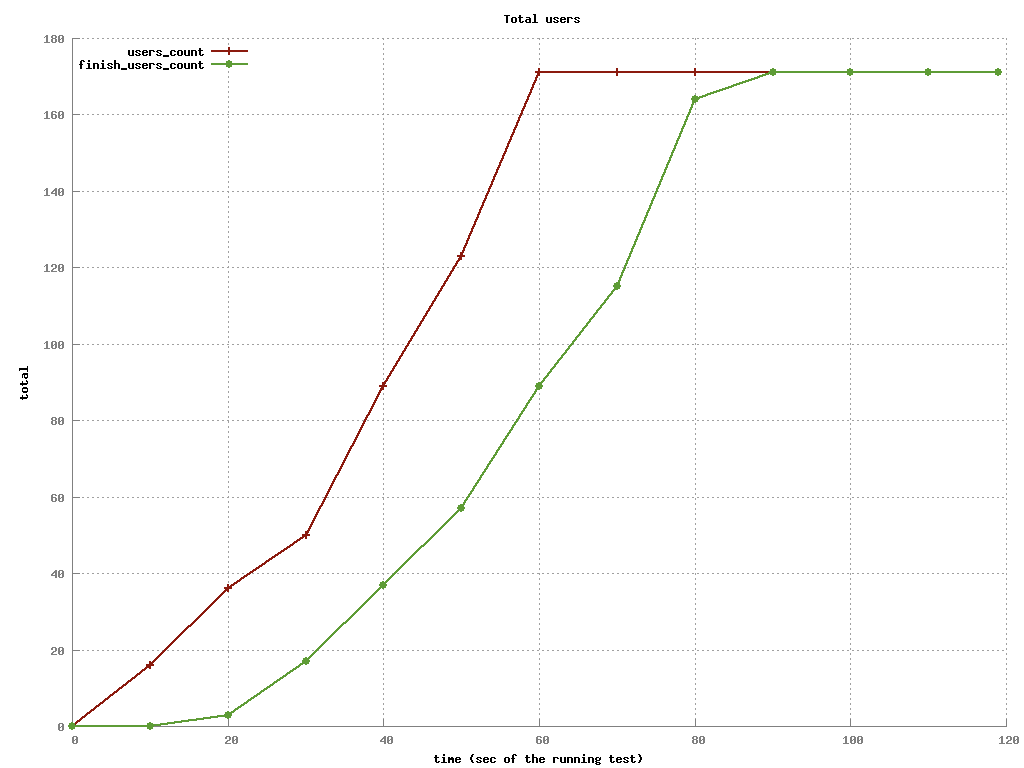 Total users
users_count
finish_users_count
180
160
140
120
100
80
60
40
20
0
total
0 20 40 60 80 100 120
time (sec of the running test)